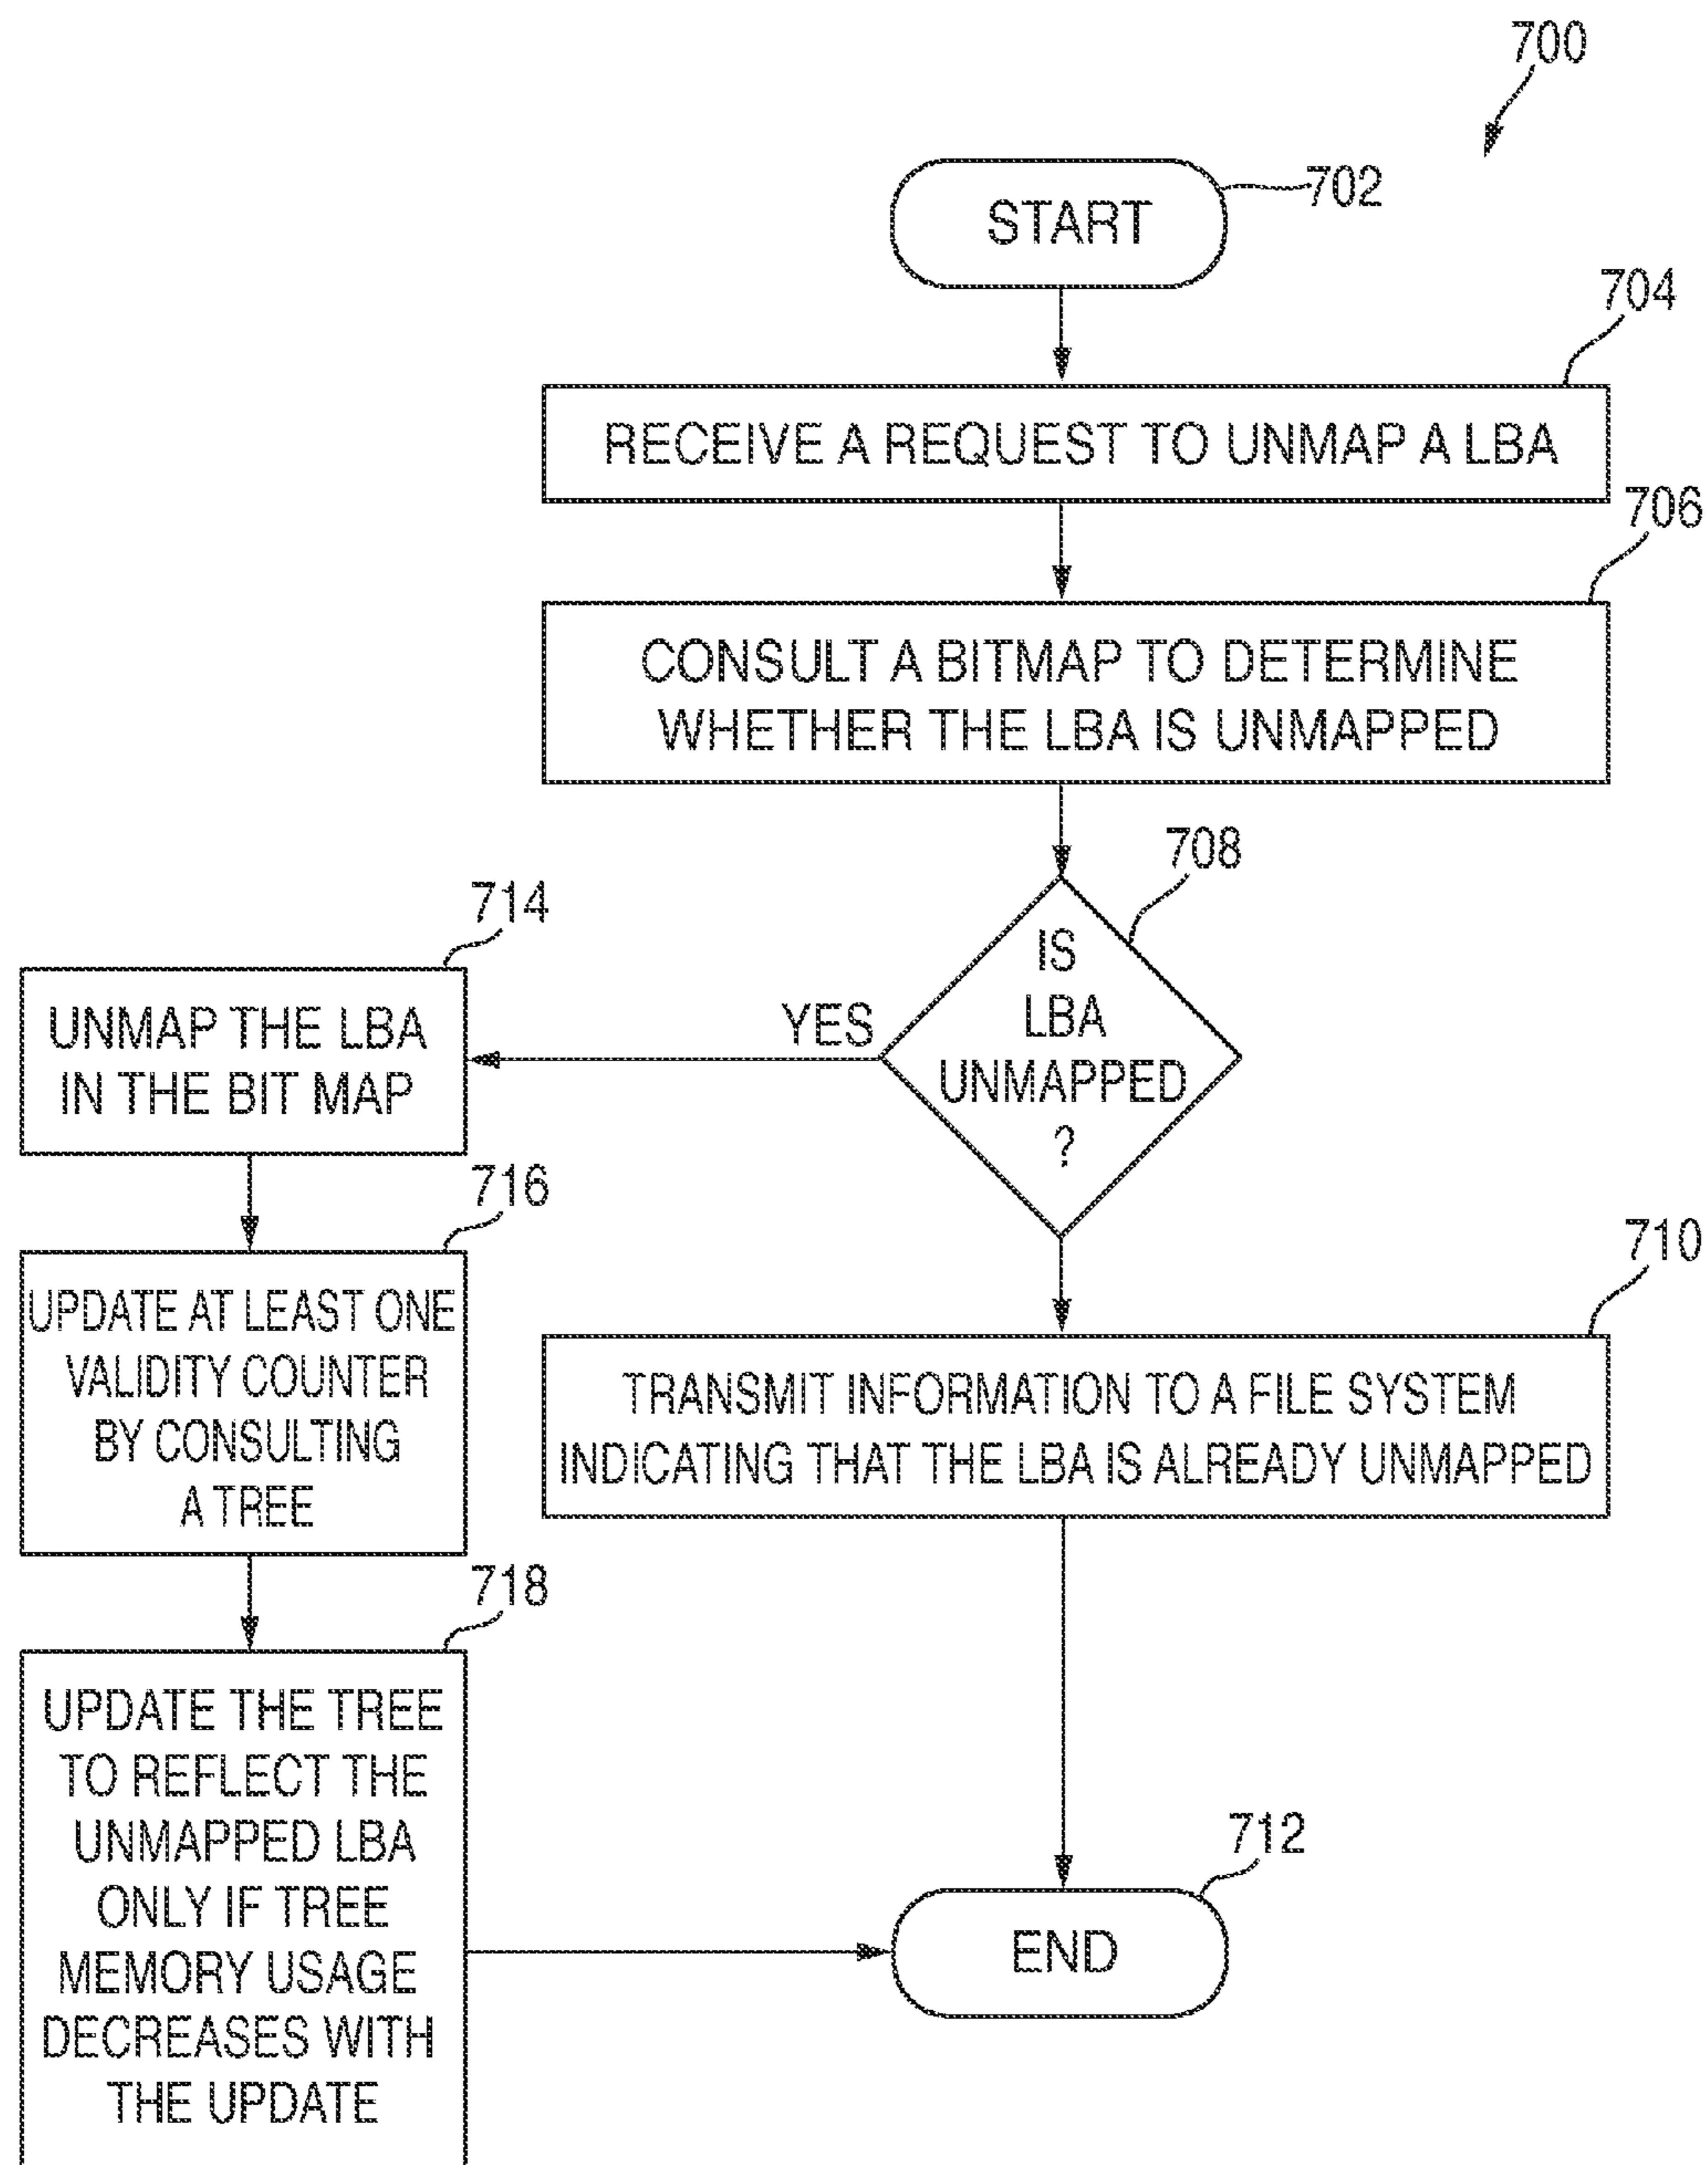 700
START
702
704
RECEIVE A REQUEST TO UNMAP A LBA
706
CONSULT A BITMAP TO DETERMINE
WHETHER THE LBA IS UNMAPPED
708
IS
LBA
UNMAPPED
?
YES
714
UNMAP THE LBA
IN THE BIT MAP
716
UPDATE AT LEAST ONE
VALIDITY COUNTER
BY CONSULTING
A TREE
710
TRANSMIT INFORMATION TO A FILE SYSTEM
INDICATING THAT THE LBA IS ALREADY UNMAPPED
718
UPDATE THE TREE
TO REFLECT THE
UNMAPPED LBA
ONLY IF TREE
MEMORY USAGE
DECREASES WITH
THE UPDATE
712
END